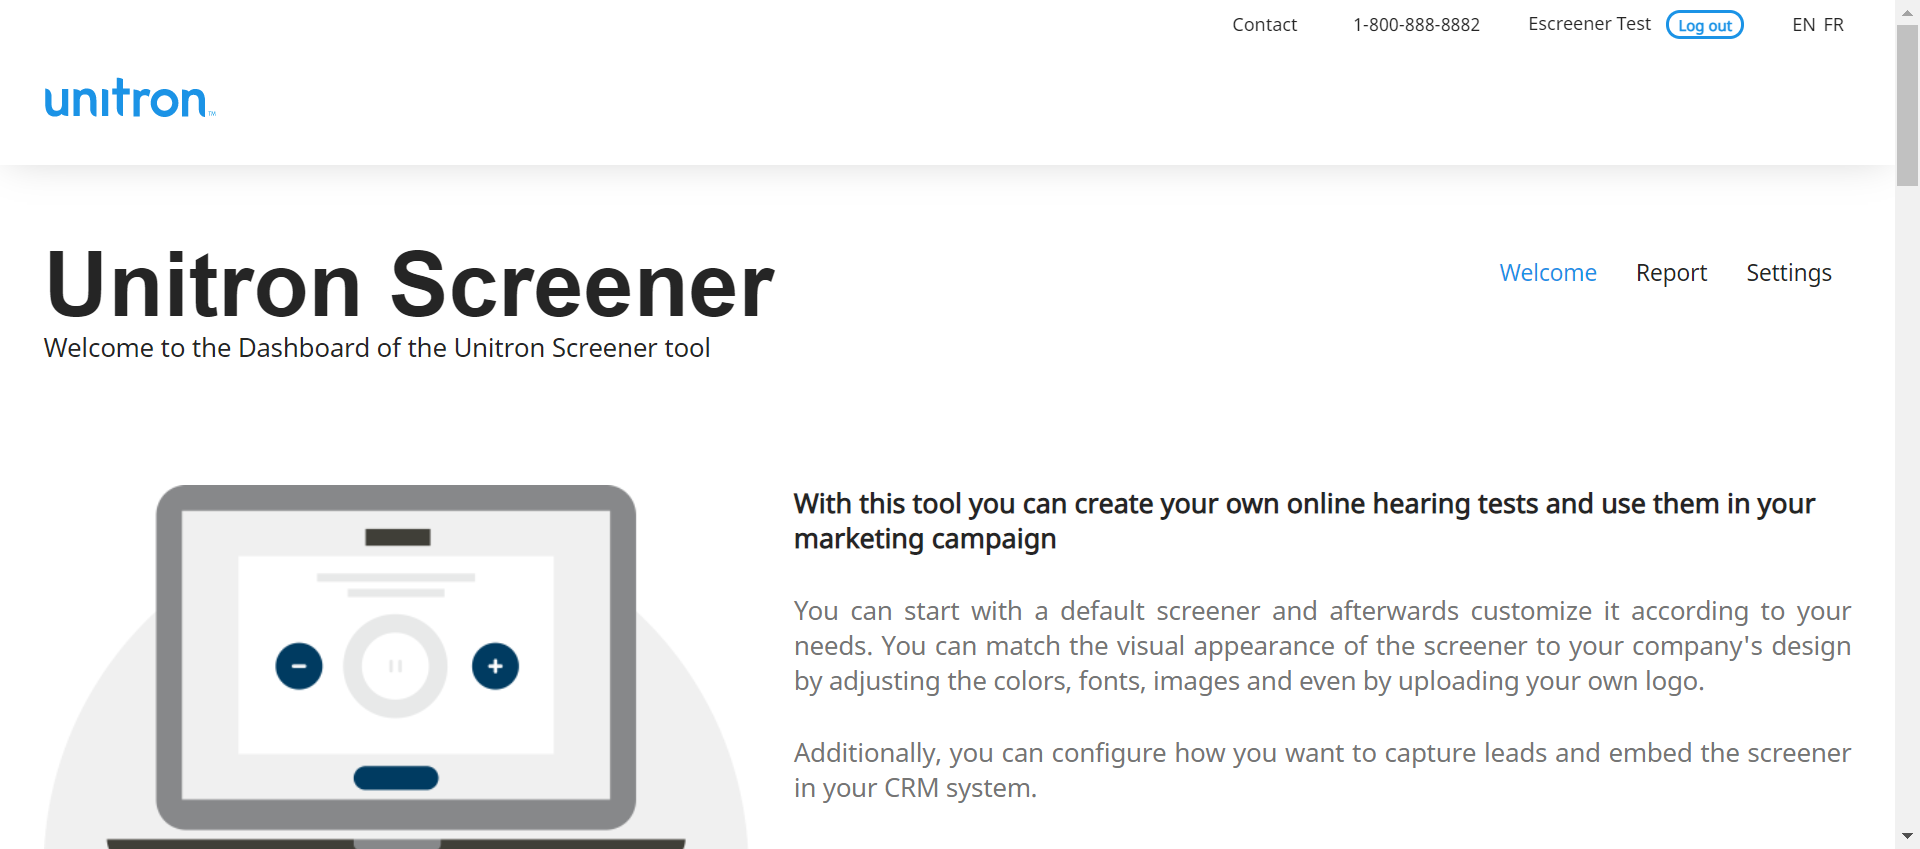 Contact 1-800-888-8882 Escreener Test Log out EN FR
unitron™
Unitron Screener
Welcome Report Settings
Welcome to the Dashboard of the Unitron Screener tool
With this tool you can create your own online hearing tests and use them in your
marketing campaign
You can start with a default screener and afterwards customize it according to your
needs. You can match the visual appearance of the screener to your company's design
by adjusting the colors, fonts, images and even by uploading your own logo.
Additionally, you can configure how you want to capture leads and embed the screener
in your CRM system.